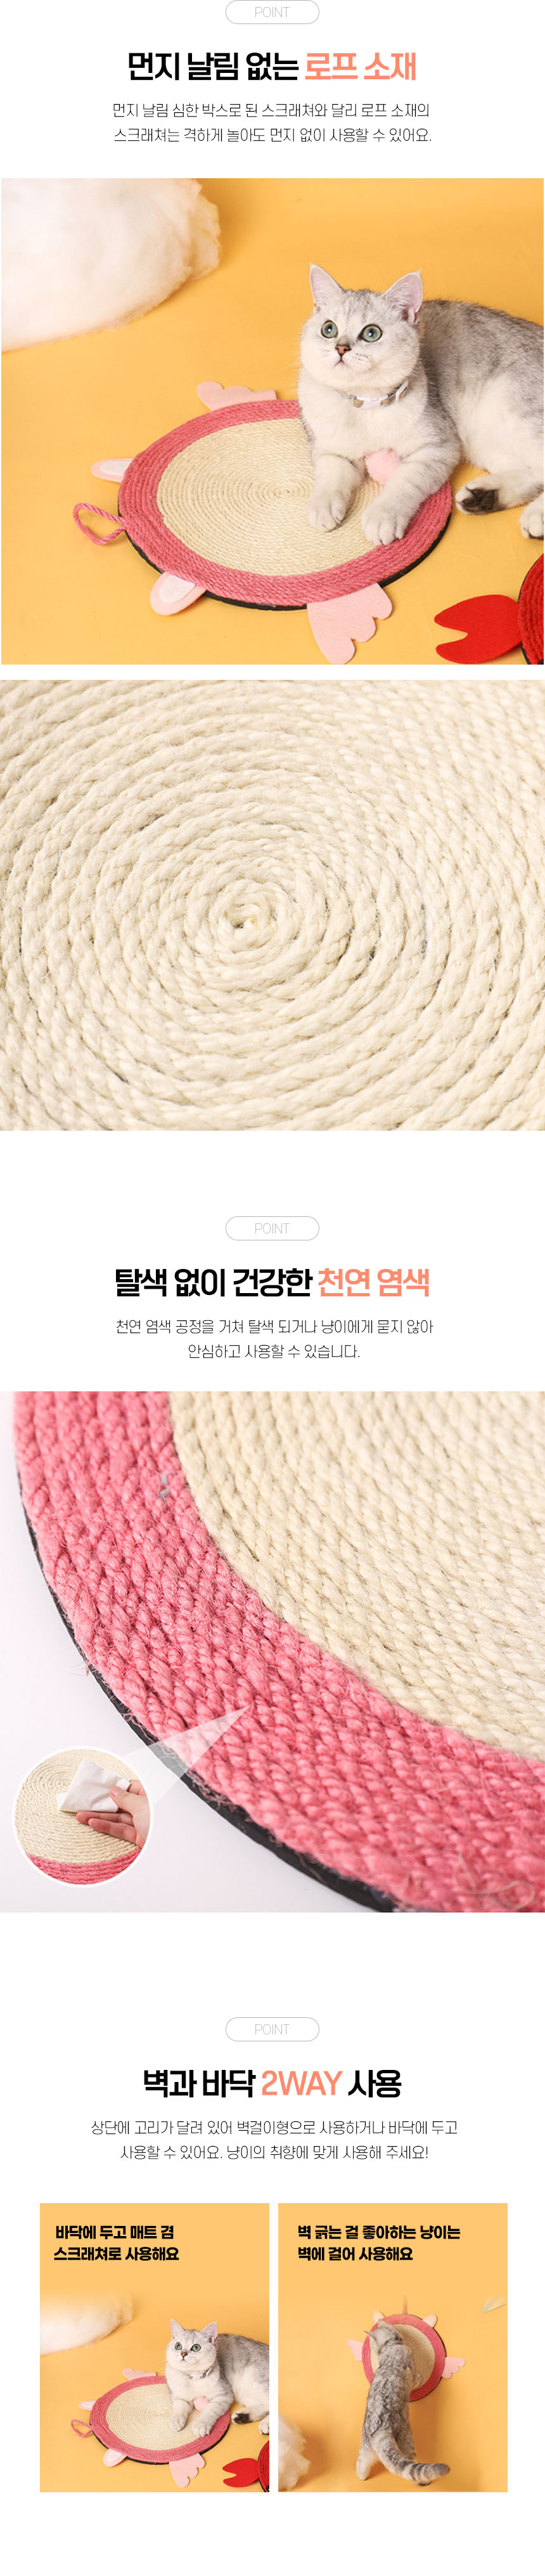 POINT
먼지 날림 없는 로프 소재
먼지 날림 심한 박스로 된 스크래쳐와 달리 로프 소재의
스크래쳐는 격하게 놀아도 먼지 없이 사용할 수 있어요.
POINT
탈색 없이 건강한 천연 염색
천연 염색 공정을 거쳐 탈색 되거나 냥이에게 묻지 않아
안심하고 사용할 수 있습니다.
POINT
벽과 바닥 2WAY 사용
상단에 고리가 달려 있어 벽걸이형으로 사용하거나 바닥에 두고
사용할 수 있어요. 냥이의 취향에 맞게 사용해 주세요!
바닥에 두고 매트 겸
스크래쳐로 사용해요
벽 긁는 걸 좋아하는 냥이는
벽에 걸어 사용해요